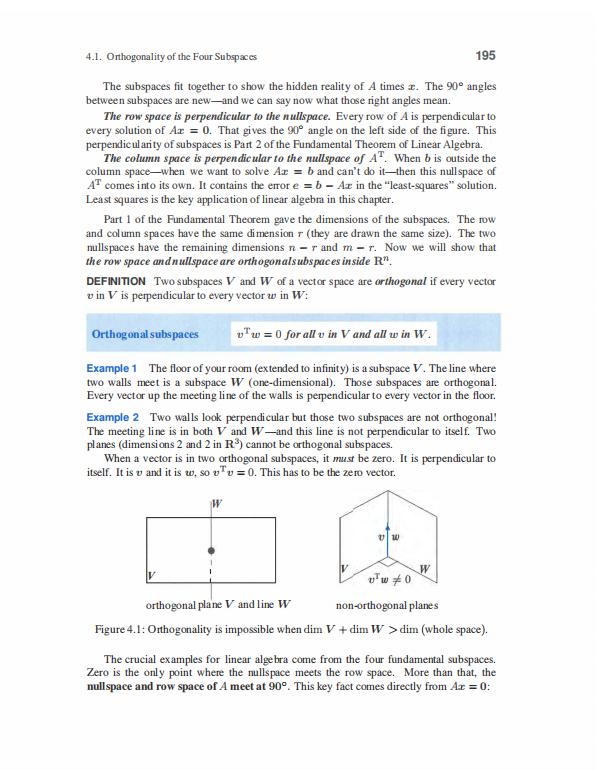 4.1. Orthogonality of the Four Subspaces 195
The subspaces fit together to show the hidden reality of A times x. The 90° angles
between subspaces are new—and we can say now what those right angles mean.
The row space is perpendicular to the nullspace. Every row of A is perpendicular to
every solution of Ax = 0. That gives the 90° angle on the left side of the figure. This
perpendicularity of subspaces is Part 2 of the Fundamental Theorem of Linear Algebra.
The column space is perpendicular to the nullspace of Aᵀ. When b is outside the
column space—when we want to solve Ax = b and can't do it—then this nullspace of
Aᵀ comes into its own. It contains the error e = b − Ax in the "least-squares" solution.
Least squares is the key application of linear algebra in this chapter.
Part 1 of the Fundamental Theorem gave the dimensions of the subspaces. The row
and column spaces have the same dimension r (they are drawn the same size). The two
nullspaces have the remaining dimensions n − r and m − r. Now we will show that
the row space and nullspace are orthogonal subspaces inside Rⁿ.
DEFINITION Two subspaces V and W of a vector space are orthogonal if every vector
v in V is perpendicular to every vector w in W:
Orthogonal subspaces vᵀw = 0 for all v in V and all w in W.
Example 1 The floor of your room (extended to infinity) is a subspace V. The line where
two walls meet is a subspace W (one-dimensional). Those subspaces are orthogonal.
Every vector up the meeting line of the walls is perpendicular to every vector in the floor.
Example 2 Two walls look perpendicular but those two subspaces are not orthogonal!
The meeting line is in both V and W—and this line is not perpendicular to itself. Two
planes (dimensions 2 and 2 in R³) cannot be orthogonal subspaces.
When a vector is in two orthogonal subspaces, it must be zero. It is perpendicular to
itself. It is v and it is w, so vᵀv = 0. This has to be the zero vector.
W
v w
V
V W
vᵀw ≠ 0
orthogonal plane V and line W non-orthogonal planes
Figure 4.1: Orthogonality is impossible when dim V + dim W > dim (whole space).
The crucial examples for linear algebra come from the four fundamental subspaces.
Zero is the only point where the nullspace meets the row space. More than that, the
nullspace and row space of A meet at 90°. This key fact comes directly from Ax = 0: